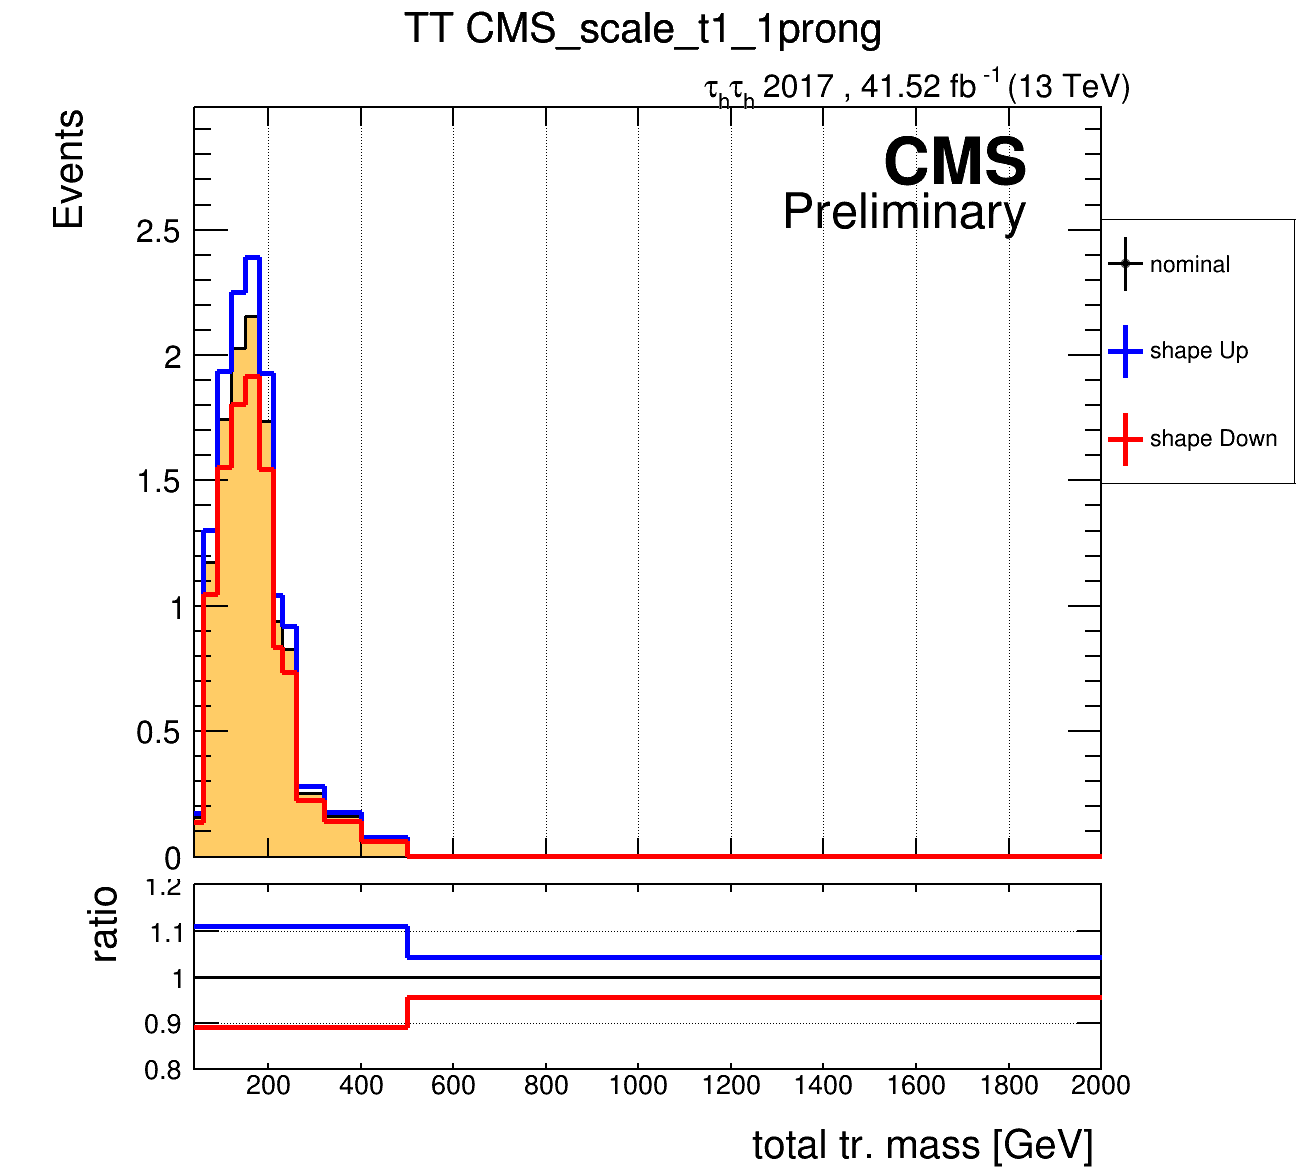 TT CMS_scale_t1_1prong
τhτh 2017 , 41.52 fb -1 (13 TeV)
Events
CMS
Preliminary
2.5
2
1.5
1
0.5
0
nominal
shape Up
shape Down
ratio
1.2
1.1
1
0.9
0.8
200 400 600 800 1000 1200 1400 1600 1800 2000
total tr. mass [GeV]